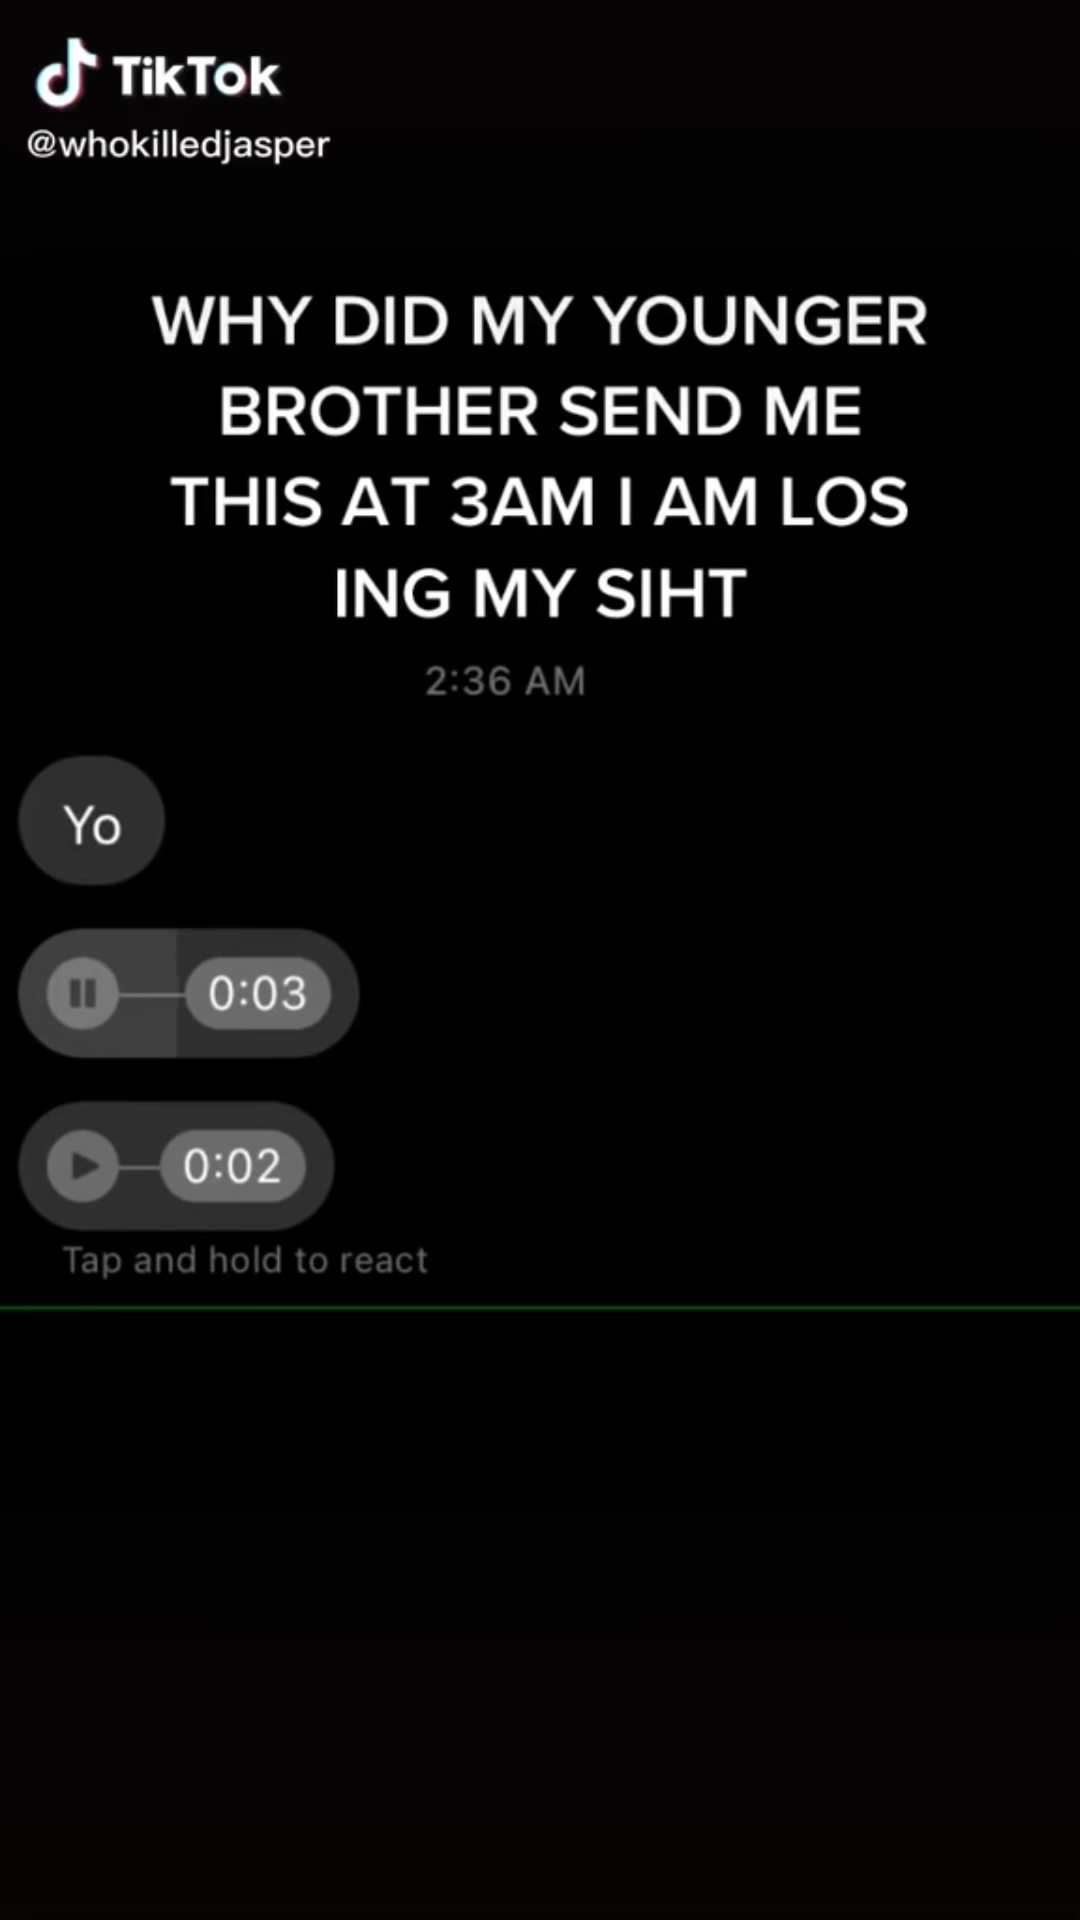 TikTok
@whokilledjasper
WHY DID MY YOUNGER
BROTHER SEND ME
THIS AT 3AM I AM LOS
ING MY SIHT
2:36 AM
Yo
0:03
0:02
Tap and hold to react